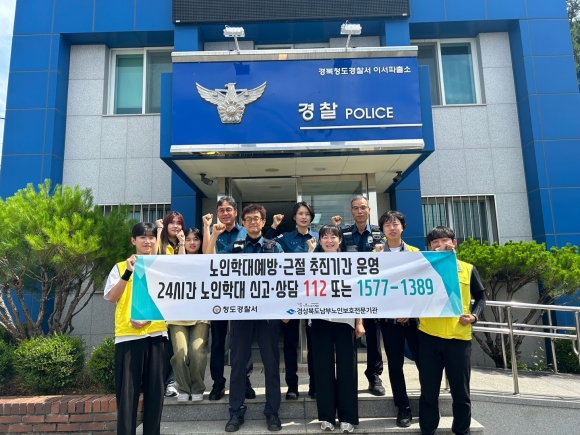 경북청도경찰서 이서파출소
경찰 POLICE
노인학대예방·근절 추진기간 운영
24시간 노인학대 신고·상담 112 또는 1577-1389
청도경찰서 경상북도남부노인보호전문기관